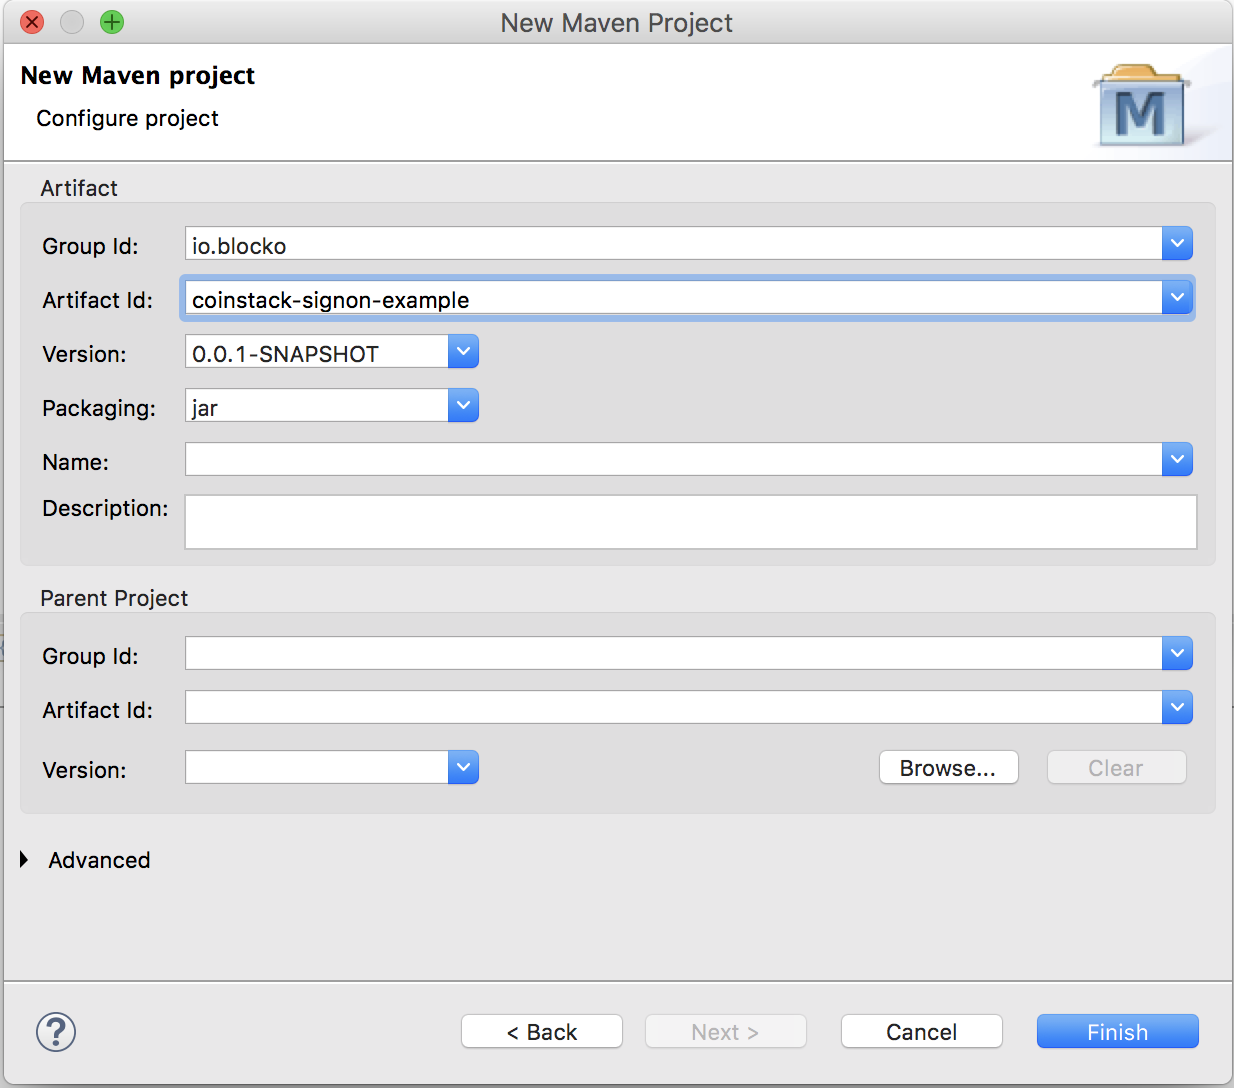 New Maven Project
New Maven project
Configure project
M
Artifact
Group Id: io.blocko
Artifact Id: coinstack-signon-example
Version: 0.0.1-SNAPSHOT
Packaging: jar
Name:
Description:
Parent Project
Group Id:
Artifact Id:
Version: Browse... Clear
Advanced
? < Back Next > Cancel Finish